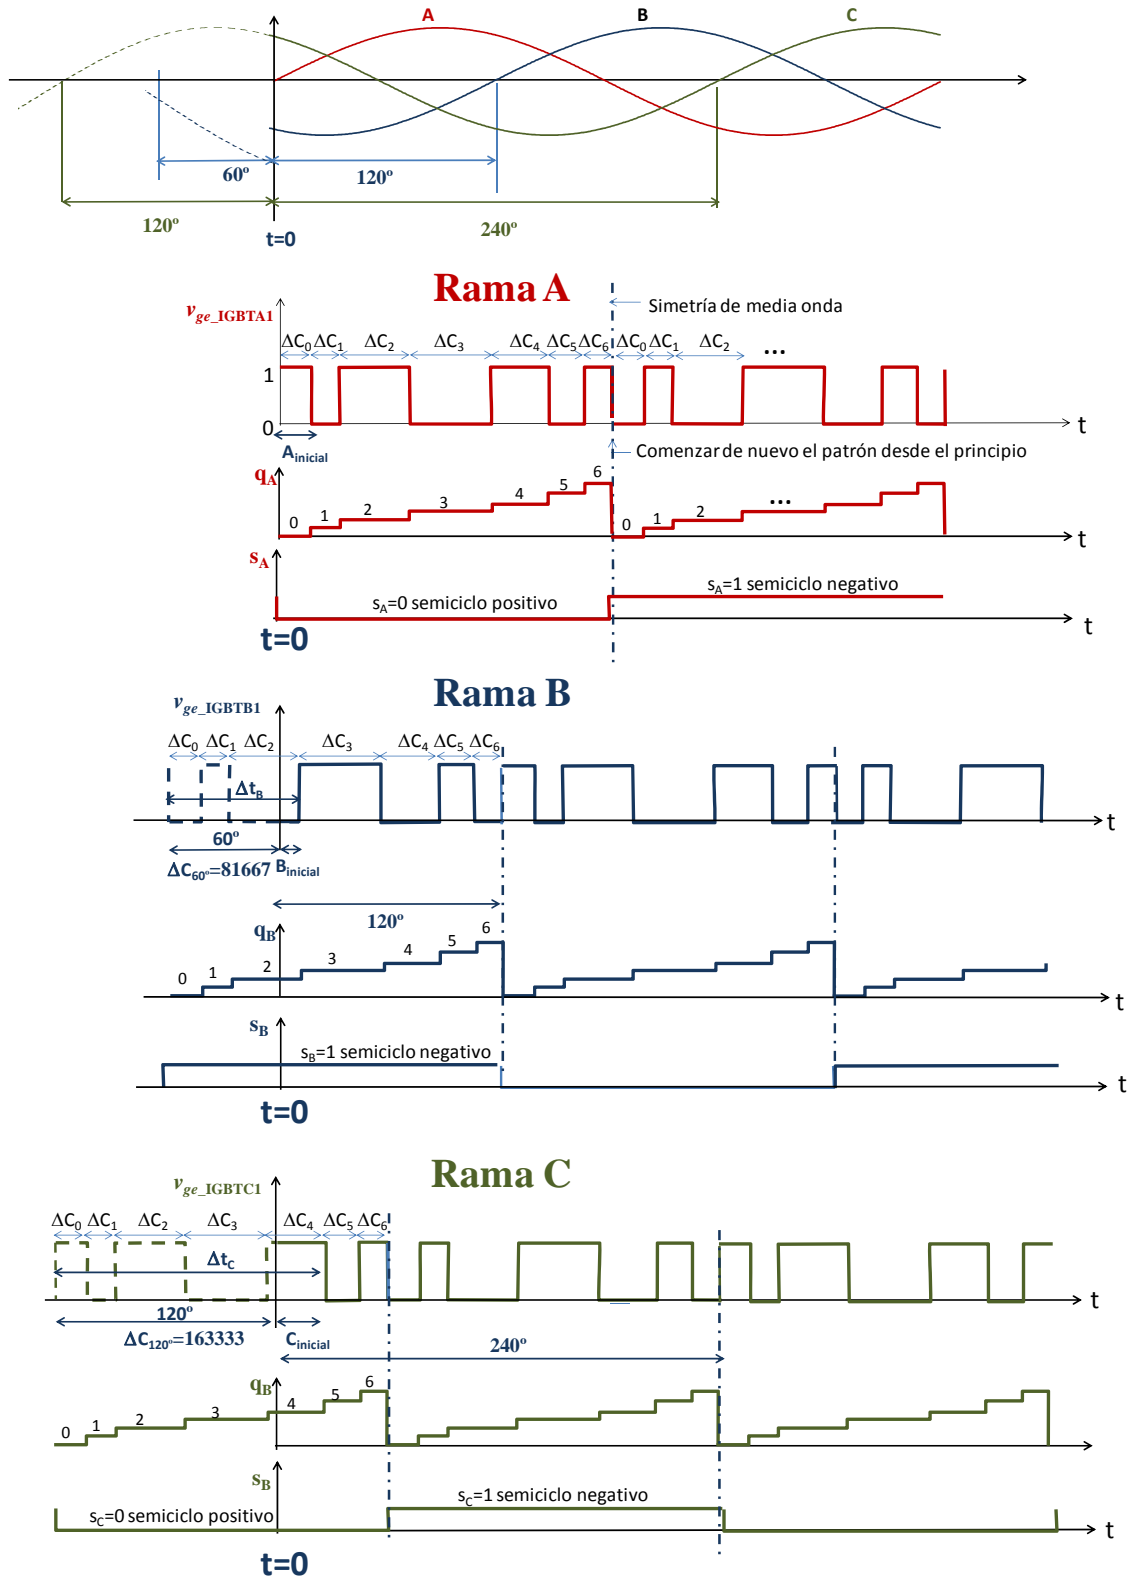 A B C
60º 120º
120º 240º
t=0
Rama A
v_ge_IGBTA1
Simetría de media onda
ΔC₀ ΔC₁ ΔC₂ ΔC₃ ΔC₄ ΔC₅ ΔC₆ ΔC₀ ΔC₁ ΔC₂ ...
1
0
t
A_inicial
Comenzar de nuevo el patrón desde el principio
q_A
0 1 2 3 4 5 6 0 1 2 ...
t
s_A
s_A=0 semiciclo positivo
s_A=1 semiciclo negativo
t
t=0
Rama B
v_ge_IGBTB1
ΔC₀ ΔC₁ ΔC₂ ΔC₃ ΔC₄ ΔC₅ ΔC₆
Δt_B
t
60º
ΔC_60º=81667 B_inicial
120º
q_B
0 1 2 3 4 5 6
t
s_B
s_B=1 semiciclo negativo
t
t=0
Rama C
v_ge_IGBTC1
ΔC₀ ΔC₁ ΔC₂ ΔC₃ ΔC₄ ΔC₅ ΔC₆
Δt_C
t
120º
ΔC_120º=163333 C_inicial
240º
q_B
0 1 2 3 4 5 6
t
s_B
s_C=0 semiciclo positivo
s_C=1 semiciclo negativo
t
t=0